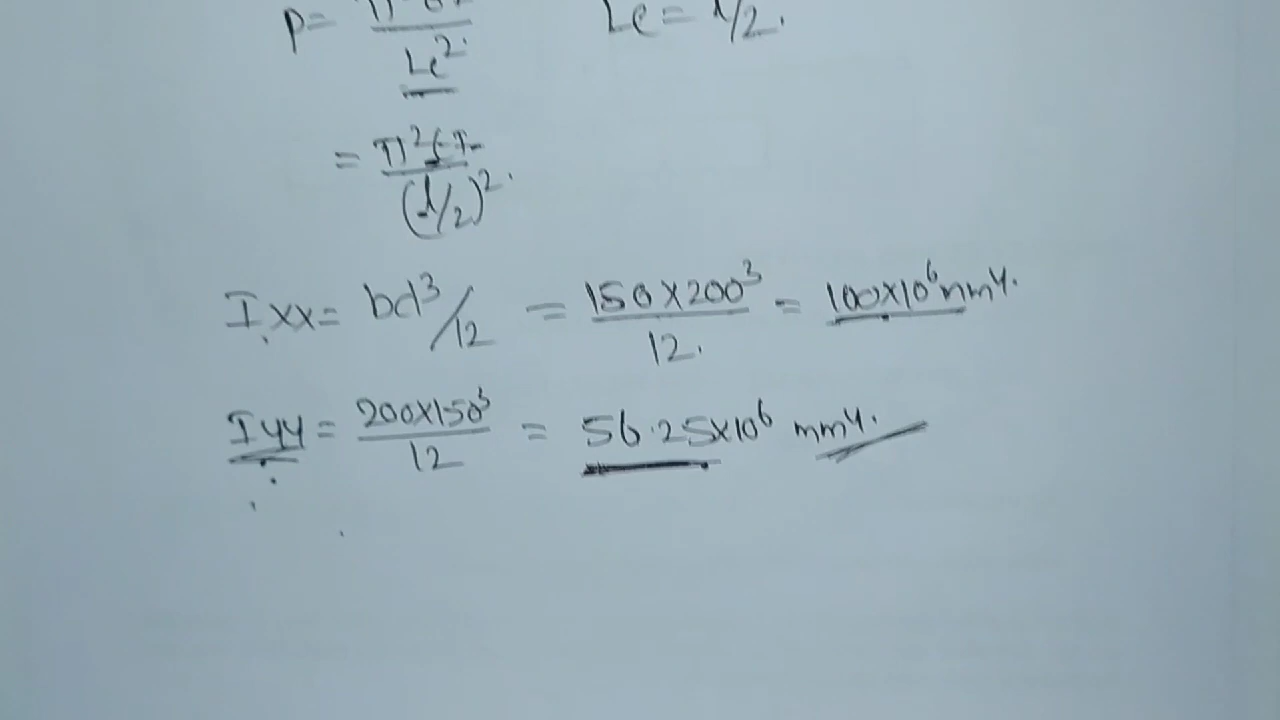 P= π²EI / Le² Le = l/2.
= π²EI / (l/2)².
Ixx= bd³/12 = 150×200³ / 12. = 100×10⁶ mm4.
Iyy= 200×150³ / 12 = 56.25×10⁶ mm4.
∴